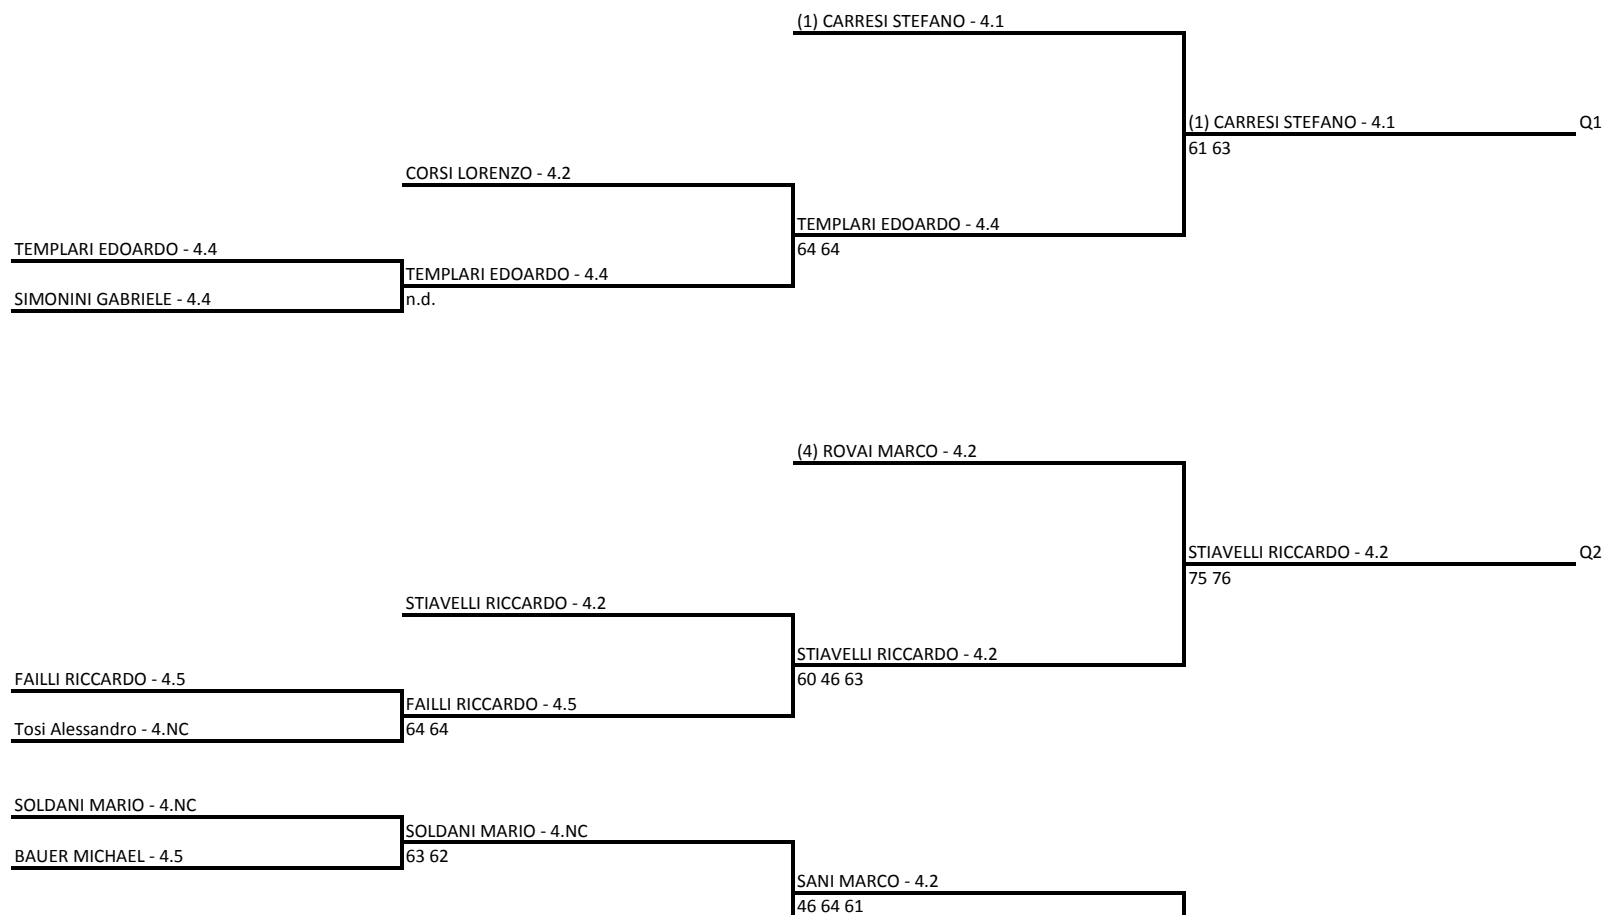 (1) CARRESI STEFANO - 4.1
(1) CARRESI STEFANO - 4.1
Q1
61 63
CORSI LORENZO - 4.2
TEMPLARI EDOARDO - 4.4
TEMPLARI EDOARDO - 4.4
64 64
TEMPLARI EDOARDO - 4.4
SIMONINI GABRIELE - 4.4
n.d.
(4) ROVAI MARCO - 4.2
STIAVELLI RICCARDO - 4.2
Q2
75 76
STIAVELLI RICCARDO - 4.2
STIAVELLI RICCARDO - 4.2
FAILLI RICCARDO - 4.5
60 46 63
FAILLI RICCARDO - 4.5
Tosi Alessandro - 4.NC
64 64
SOLDANI MARIO - 4.NC
SOLDANI MARIO - 4.NC
BAUER MICHAEL - 4.5
63 62
SANI MARCO - 4.2
46 64 61